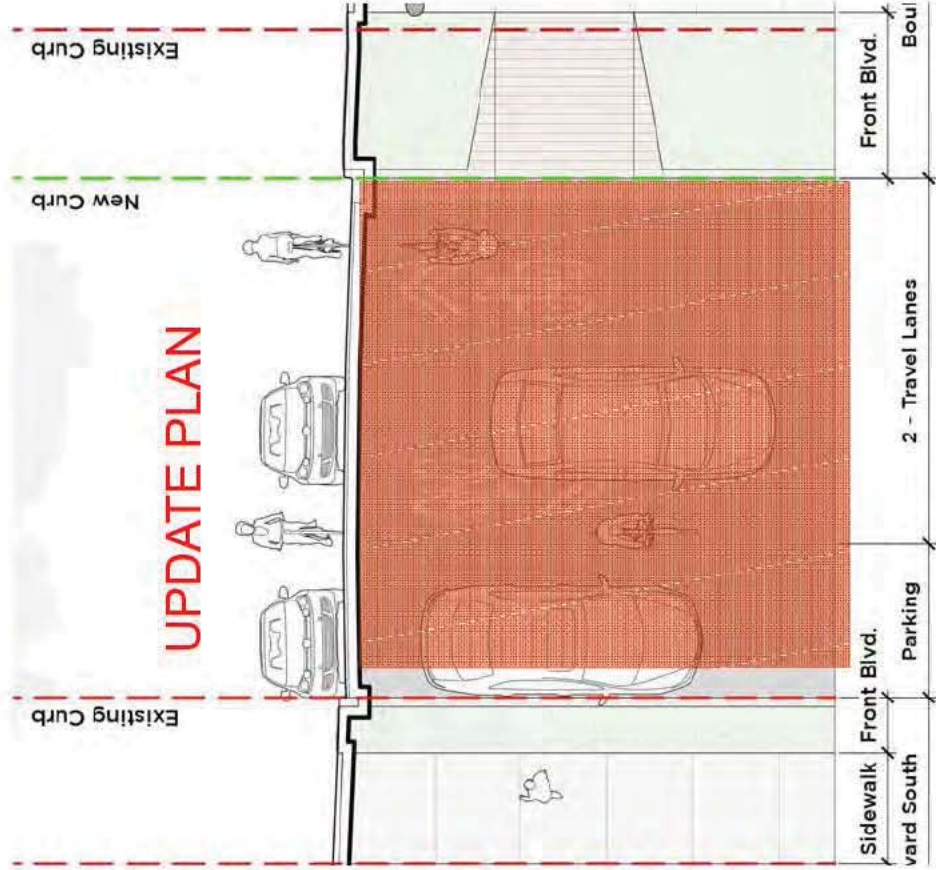 Existing Curb
New Curb
Existing Curb
UPDATE PLAN
Sidewalk
Front Blvd.
Parking
2 - Travel Lanes
Front Blvd.
vard South
Boul